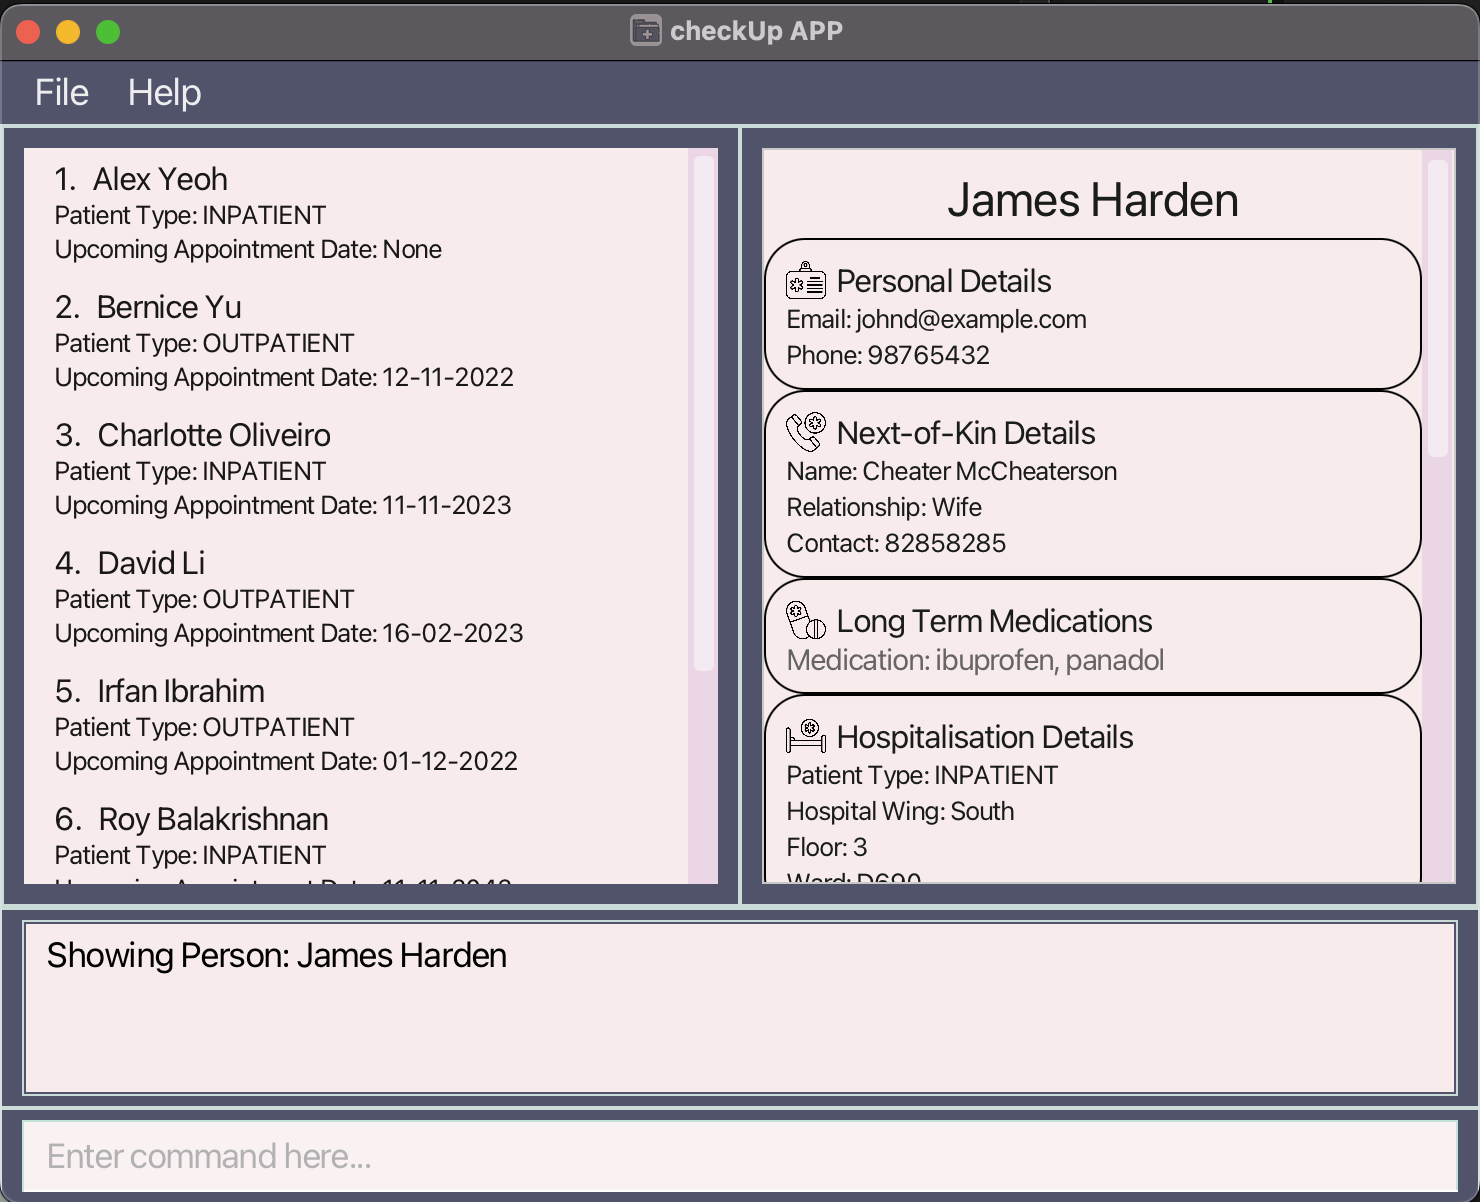 checkUp APP
File Help
1. Alex Yeoh
Patient Type: INPATIENT
Upcoming Appointment Date: None
2. Bernice Yu
Patient Type: OUTPATIENT
Upcoming Appointment Date: 12-11-2022
3. Charlotte Oliveiro
Patient Type: INPATIENT
Upcoming Appointment Date: 11-11-2023
4. David Li
Patient Type: OUTPATIENT
Upcoming Appointment Date: 16-02-2023
5. Irfan Ibrahim
Patient Type: OUTPATIENT
Upcoming Appointment Date: 01-12-2022
6. Roy Balakrishnan
Patient Type: INPATIENT
Upcoming Appointment Date:
James Harden
Personal Details
Email: johnd@example.com
Phone: 98765432
Next-of-Kin Details
Name: Cheater McCheaterson
Relationship: Wife
Contact: 82858285
Long Term Medications
Medication: ibuprofen, panadol
Hospitalisation Details
Patient Type: INPATIENT
Hospital Wing: South
Floor: 3
Ward: D690
Showing Person: James Harden
Enter command here...